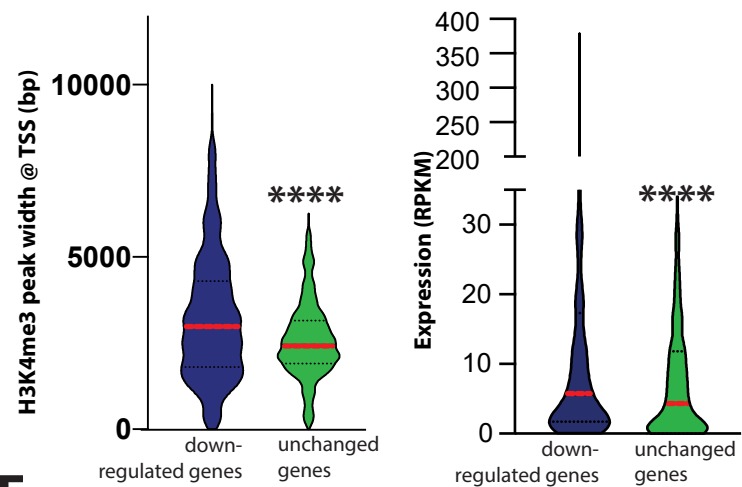 H3K4me3 peak width @ TSS (bp)
10000
5000
0
****
down-
regulated genes
unchanged
genes
Expression (RPKM)
400
350
300
250
200
30
20
10
0
****
down-
regulated genes
unchanged
genes